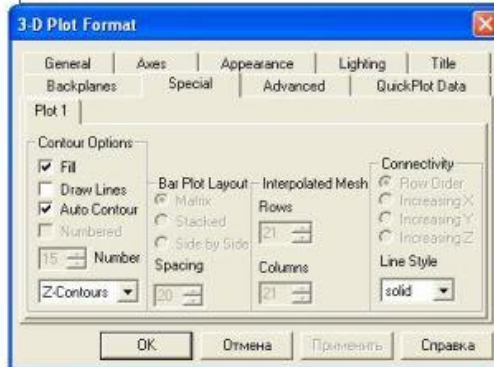 3-D Plot Format
General Axes Appearance Lighting Title
Backplanes Special Advanced QuickPlot Data
Plot 1
Contour Options
Fill
Draw Lines
Auto Contour
Numbered
15 Number
Z-Contours
Bar Plot Layout
Matrix
Stacked
Side by Side
Spacing
20
Interpolated Mesh
Rows
21
Columns
21
Connectivity
Row Order
Increasing X
Increasing Y
Increasing Z
Line Style
solid
OK Отмена Применить Справка